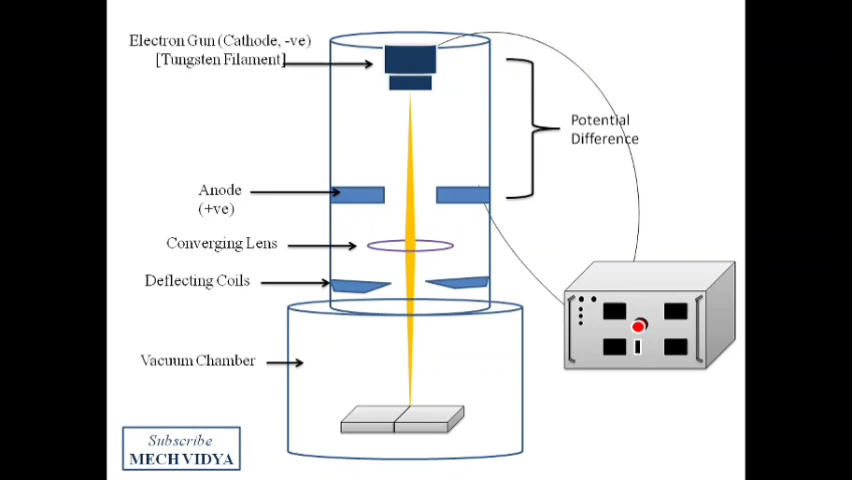 Electron Gun (Cathode, -ve)
[Tungsten Filament]
Potential
Difference
Anode
(+ve)
Converging Lens
Deflecting Coils
Vacuum Chamber
Subscribe
MECH VIDYA